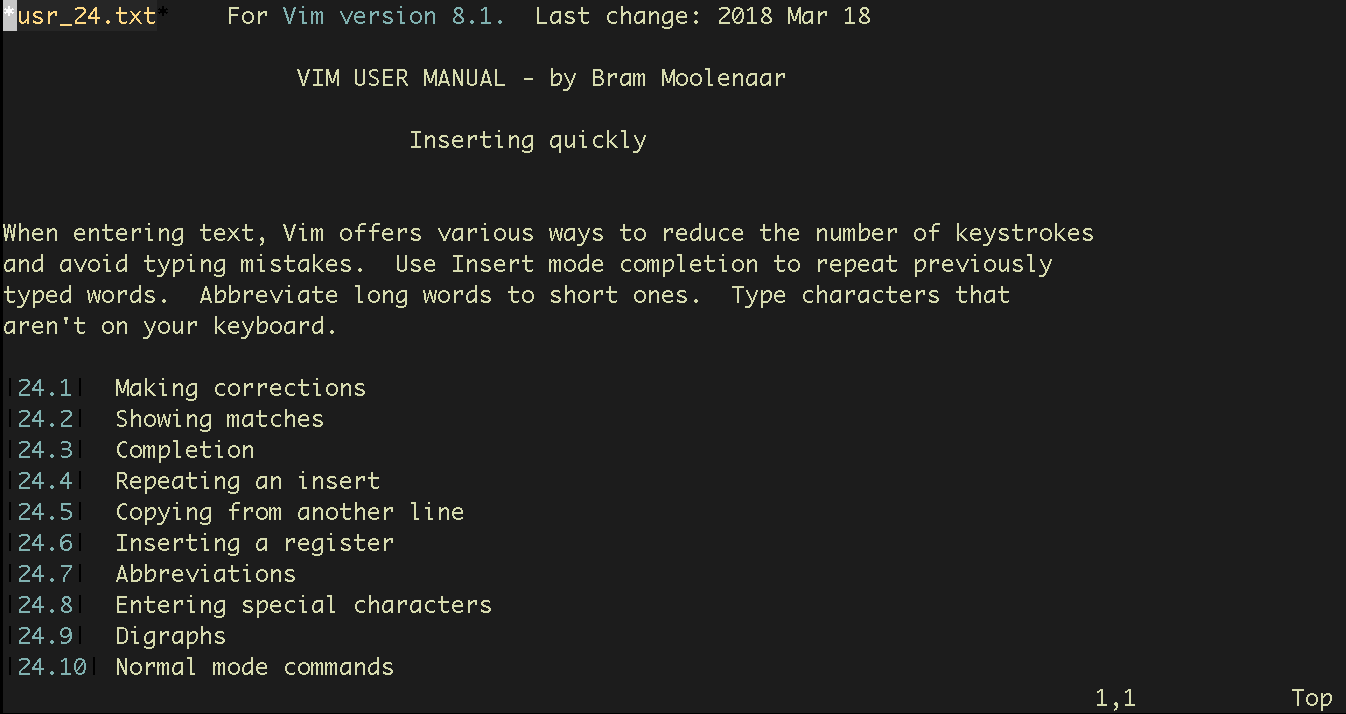 *usr_24.txt*    For Vim version 8.1.  Last change: 2018 Mar 18
VIM USER MANUAL - by Bram Moolenaar
Inserting quickly
When entering text, Vim offers various ways to reduce the number of keystrokes
and avoid typing mistakes.  Use Insert mode completion to repeat previously
typed words.  Abbreviate long words to short ones.  Type characters that
aren't on your keyboard.
|24.1|  Making corrections
|24.2|  Showing matches
|24.3|  Completion
|24.4|  Repeating an insert
|24.5|  Copying from another line
|24.6|  Inserting a register
|24.7|  Abbreviations
|24.8|  Entering special characters
|24.9|  Digraphs
|24.10| Normal mode commands
1,1           Top